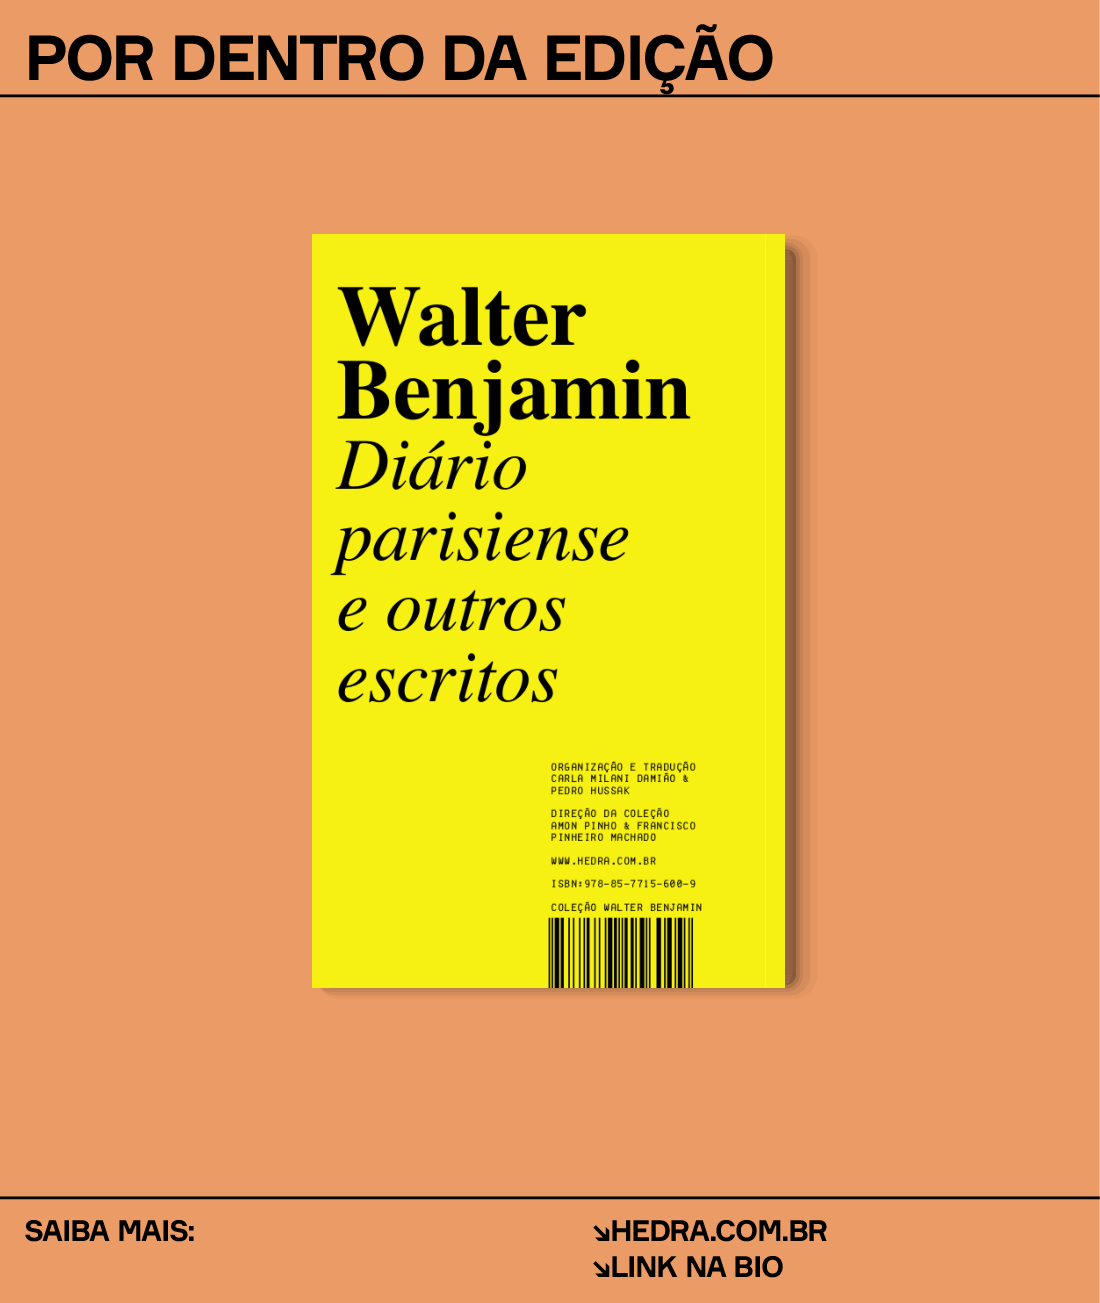 POR DENTRO DA EDIÇÃO
Walter
Benjamin
Diário
parisiense
e outros
escritos
ORGANIZAÇÃO E TRADUÇÃO
CARLA MILANI DAMIÃO &
PEDRO HUSSAK
DIREÇÃO DA COLEÇÃO
AMON PINHO & FRANCISCO
PINHEIRO MACHADO
WWW.HEDRA.COM.BR
ISBN:978-85-7715-600-9
COLEÇÃO WALTER BENJAMIN
SAIBA MAIS:
↘HEDRA.COM.BR
↘LINK NA BIO